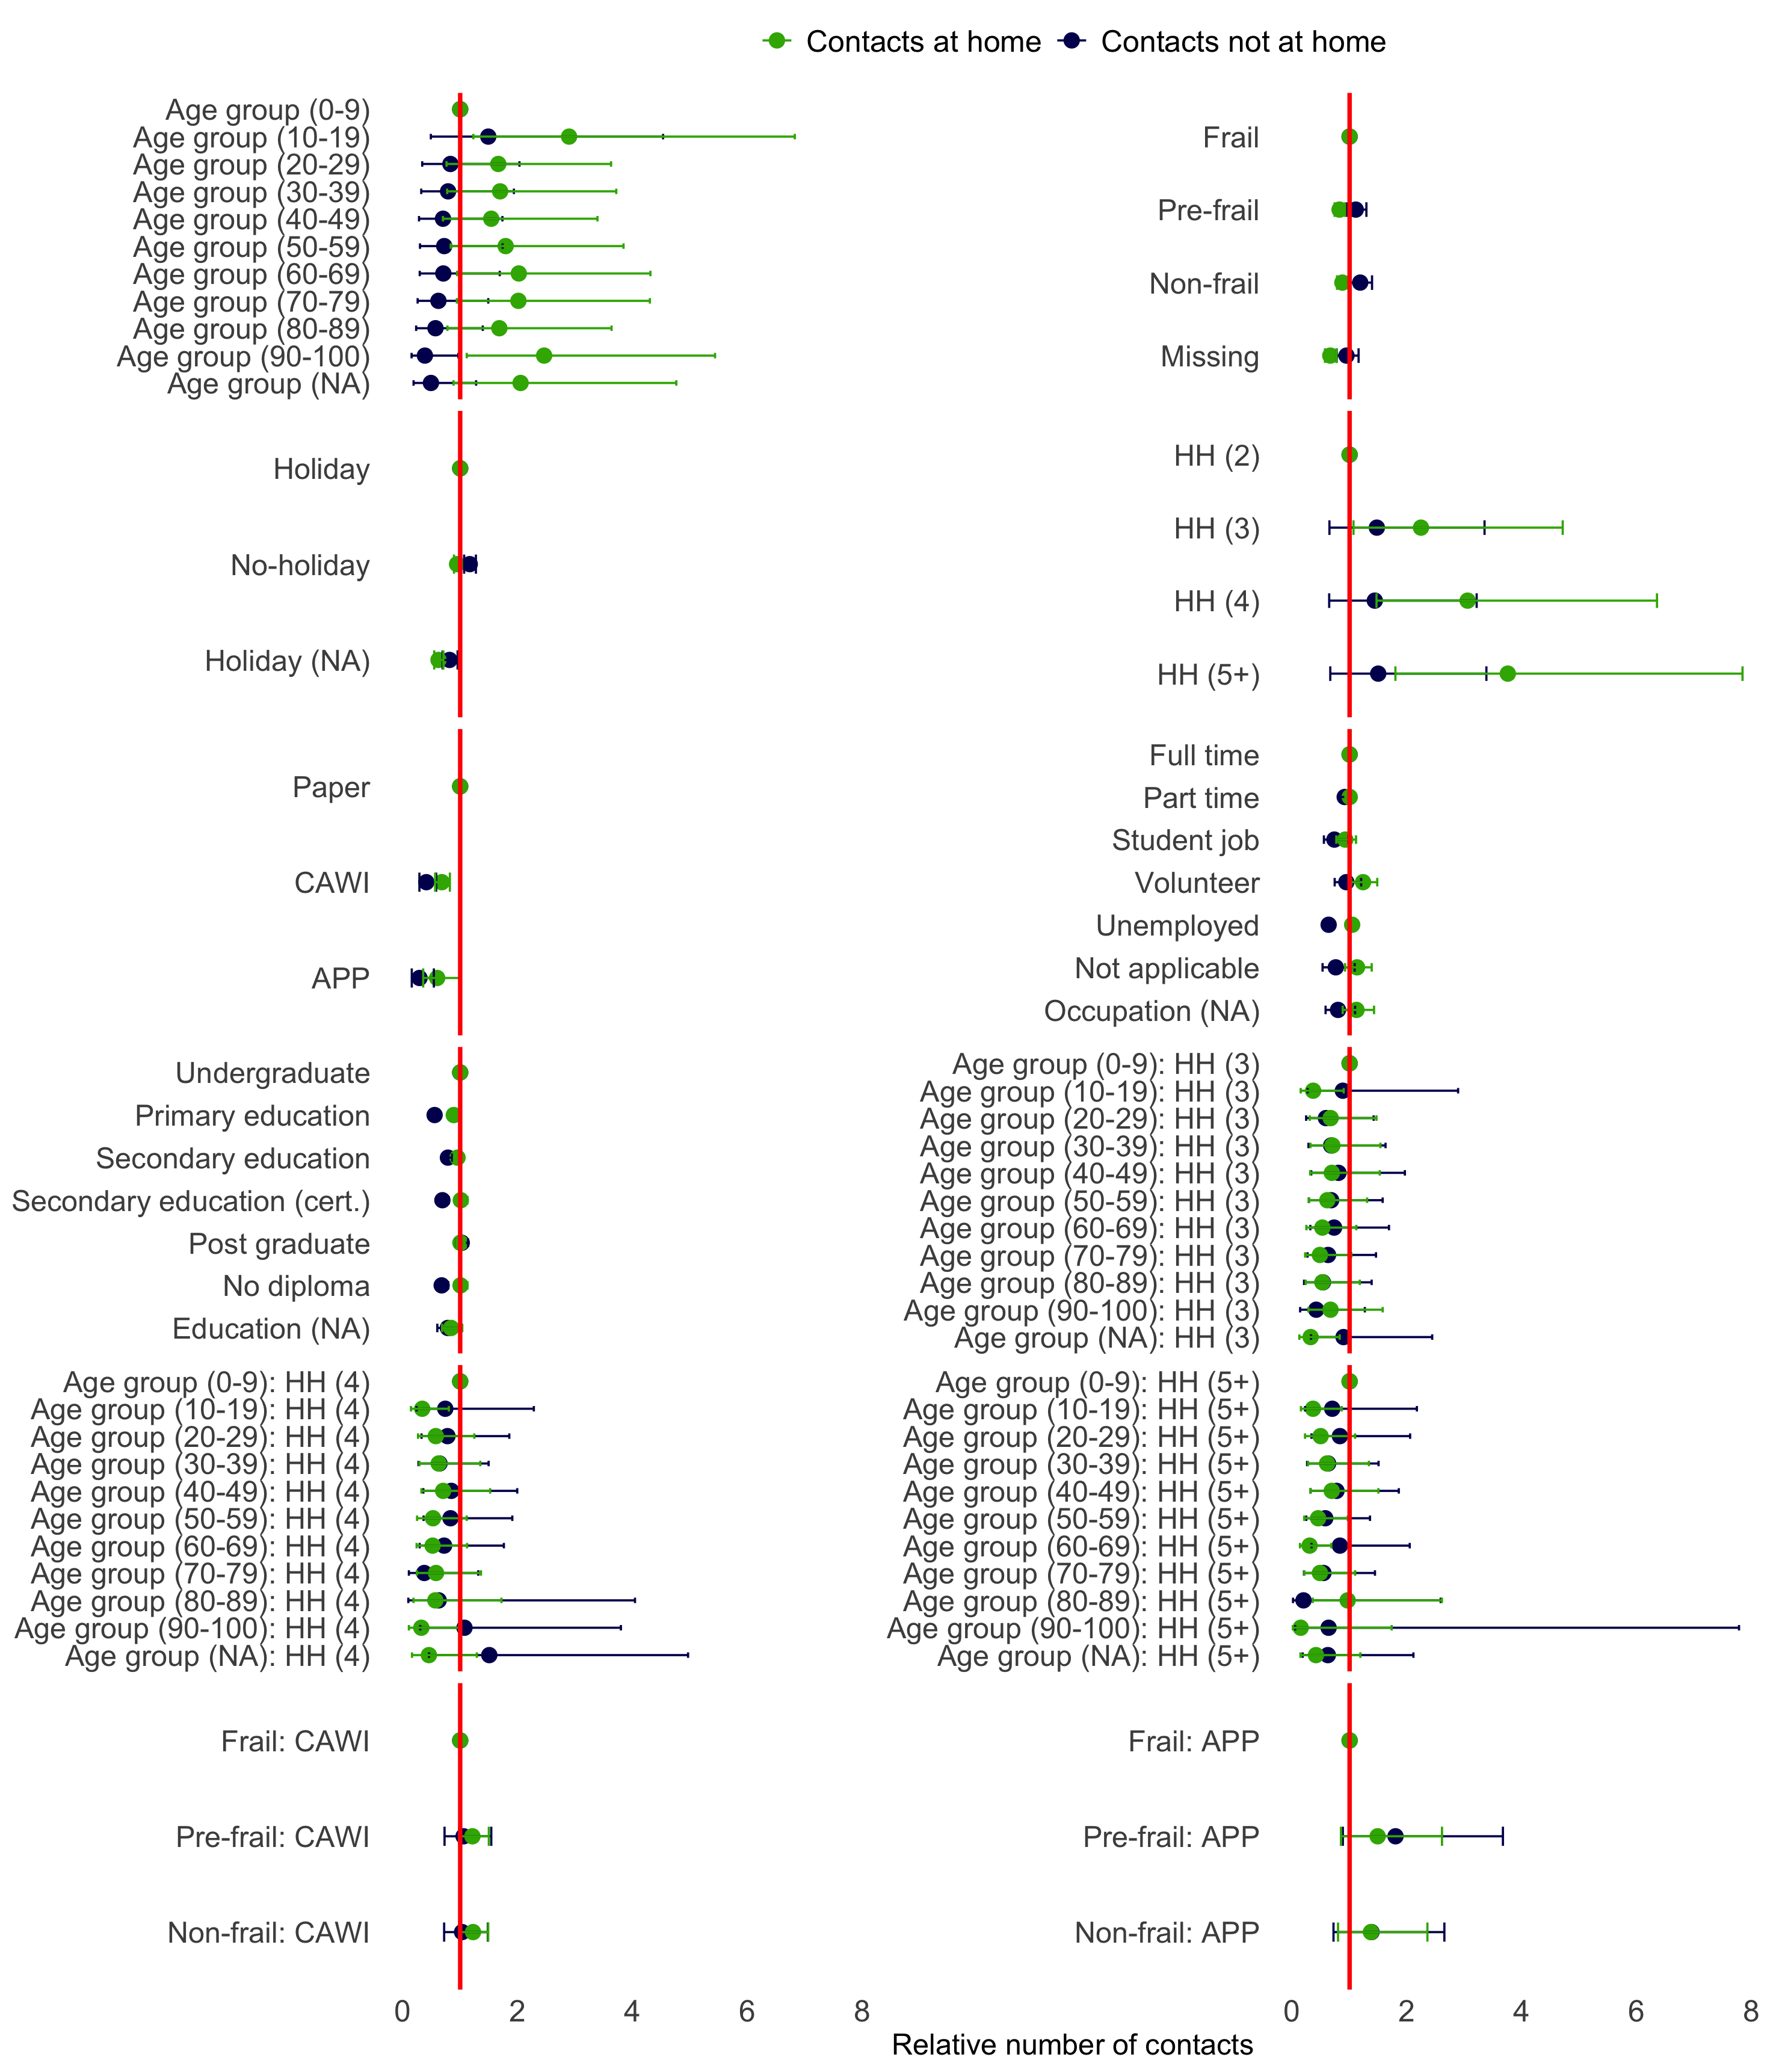 Contacts at home Contacts not at home
Age group (0-9)
Age group (10-19)
Age group (20-29)
Age group (30-39)
Age group (40-49)
Age group (50-59)
Age group (60-69)
Age group (70-79)
Age group (80-89)
Age group (90-100)
Age group (NA)
Frail
Pre-frail
Non-frail
Missing
Holiday
No-holiday
Holiday (NA)
HH (2)
HH (3)
HH (4)
HH (5+)
Paper
CAWI
APP
Full time
Part time
Student job
Volunteer
Unemployed
Not applicable
Occupation (NA)
Undergraduate
Primary education
Secondary education
Secondary education (cert.)
Post graduate
No diploma
Education (NA)
Age group (0-9): HH (3)
Age group (10-19): HH (3)
Age group (20-29): HH (3)
Age group (30-39): HH (3)
Age group (40-49): HH (3)
Age group (50-59): HH (3)
Age group (60-69): HH (3)
Age group (70-79): HH (3)
Age group (80-89): HH (3)
Age group (90-100): HH (3)
Age group (NA): HH (3)
Age group (0-9): HH (4)
Age group (10-19): HH (4)
Age group (20-29): HH (4)
Age group (30-39): HH (4)
Age group (40-49): HH (4)
Age group (50-59): HH (4)
Age group (60-69): HH (4)
Age group (70-79): HH (4)
Age group (80-89): HH (4)
Age group (90-100): HH (4)
Age group (NA): HH (4)
Age group (0-9): HH (5+)
Age group (10-19): HH (5+)
Age group (20-29): HH (5+)
Age group (30-39): HH (5+)
Age group (40-49): HH (5+)
Age group (50-59): HH (5+)
Age group (60-69): HH (5+)
Age group (70-79): HH (5+)
Age group (80-89): HH (5+)
Age group (90-100): HH (5+)
Age group (NA): HH (5+)
Frail: CAWI
Pre-frail: CAWI
Non-frail: CAWI
Frail: APP
Pre-frail: APP
Non-frail: APP
0 2 4 6 8
0 2 4 6 8
Relative number of contacts